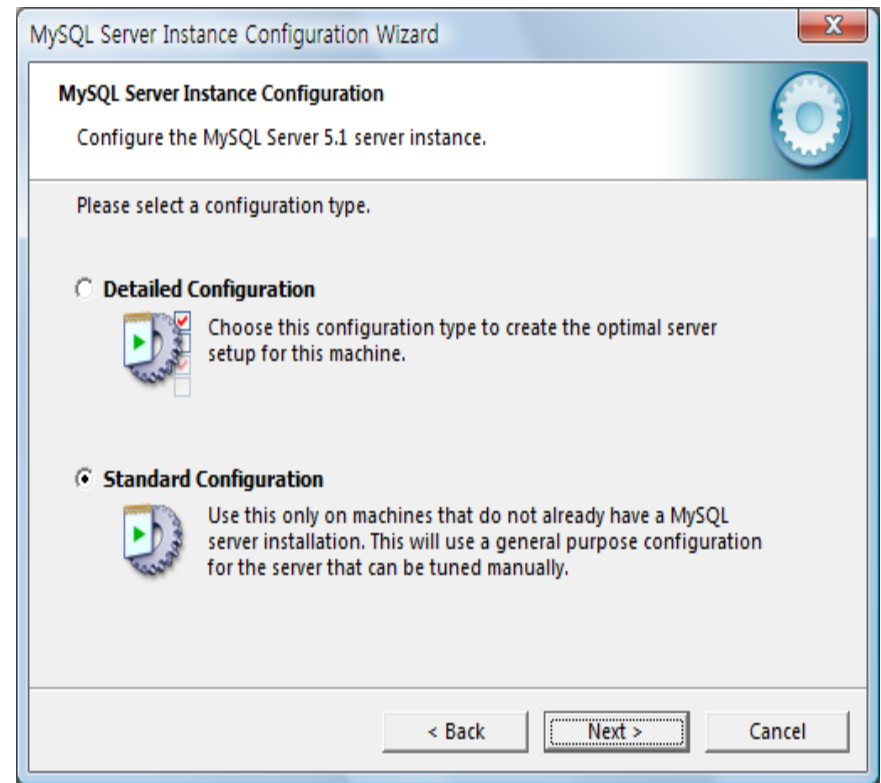 MySQL Server Instance Configuration Wizard
MySQL Server Instance Configuration
Configure the MySQL Server 5.1 server instance.
Please select a configuration type.
Detailed Configuration
Choose this configuration type to create the optimal server
setup for this machine.
Standard Configuration
Use this only on machines that do not already have a MySQL
server installation. This will use a general purpose configuration
for the server that can be tuned manually.
< Back
Next >
Cancel